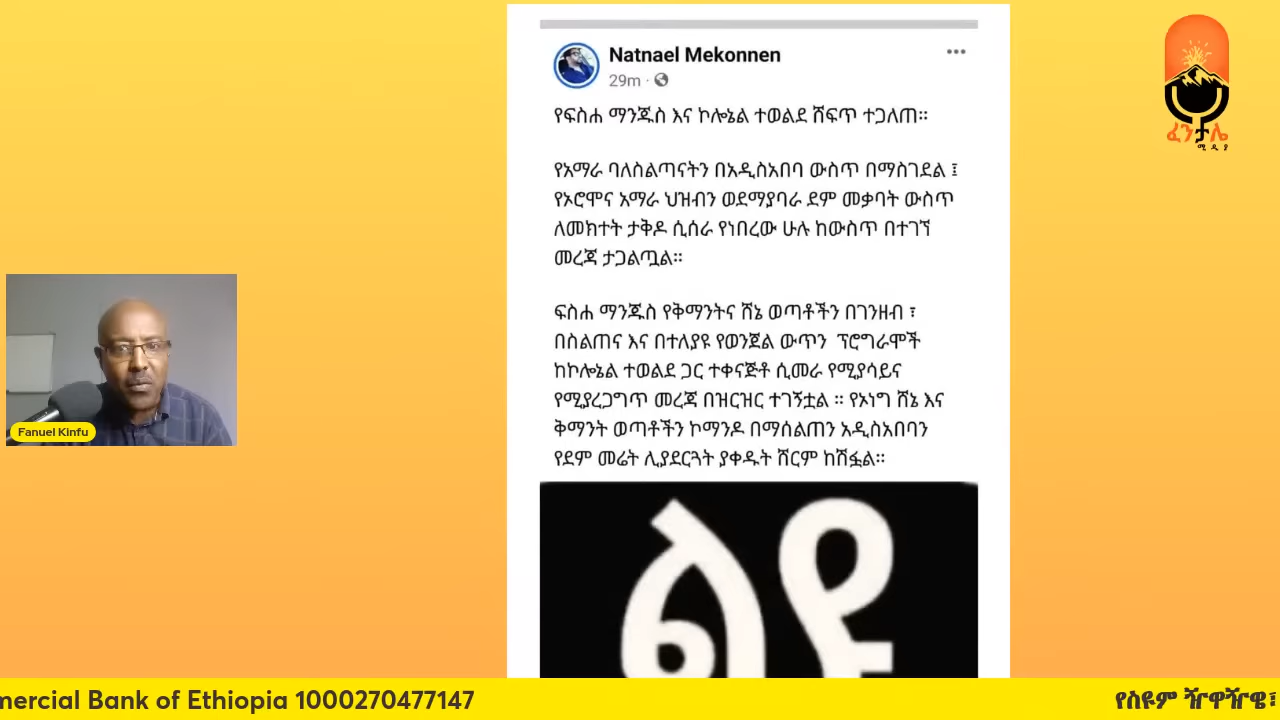 Natnael Mekonnen
29m
የፍስሐ ማንጁስ እና ኮሎኔል ተወልደ ሸፍጥ ተጋለጠ።
የአማራ ባለስልጣናትን በአዲስአበባ ውስጥ በማስገደል ፤
የኦሮሞና አማራ ህዝብን ወደማያባራ ደም መቃባት ውስጥ
ለመክተት ታቅዶ ሲሰራ የነበረው ሁሉ ከውስጥ በተገኘ
መረጃ ታጋልጧል።
ፍስሐ ማንጁስ የቅማንትና ሸኔ ወጣቶችን በገንዘብ ፣
በስልጠና እና በተለያዩ የወንጀል ውጥን ፕሮግራሞች
ከኮሎኔል ተወልደ ጋር ተቀናጅቶ ሲመራ የሚያሳይና
የሚያረጋግጥ መረጃ በዝርዝር ተገኝቷል ። የኦነግ ሸኔ እና
ቅማንት ወጣቶችን ኮማንዶ በማሰልጠን አዲስአበባን
የደም መሬት ሊያደርጓት ያቀዱት ሸርም ከሽፏል።
ልዩ
ፈንታሌ
ሚዲያ
Fanuel Kinfu
mercial Bank of Ethiopia 1000270477147
የስዩም ዥዋዥዌ፤